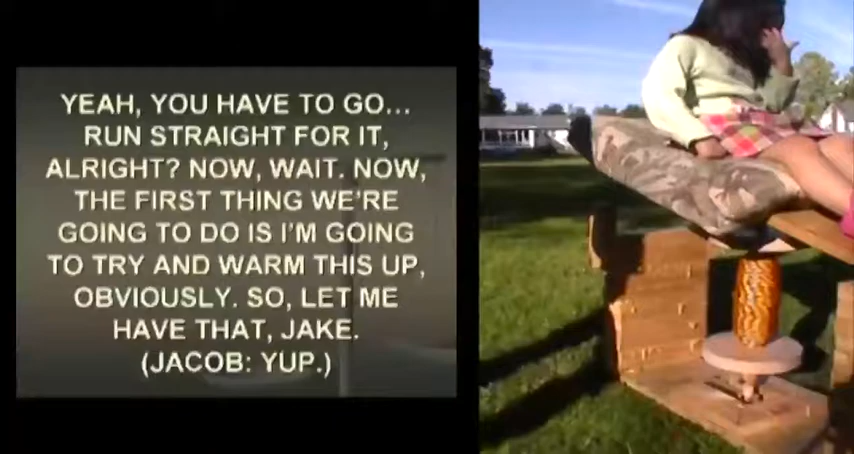 YEAH, YOU HAVE TO GO...
RUN STRAIGHT FOR IT,
ALRIGHT? NOW, WAIT. NOW,
THE FIRST THING WE'RE
GOING TO DO IS I'M GOING
TO TRY AND WARM THIS UP,
OBVIOUSLY. SO, LET ME
HAVE THAT, JAKE.
(JACOB: YUP.)